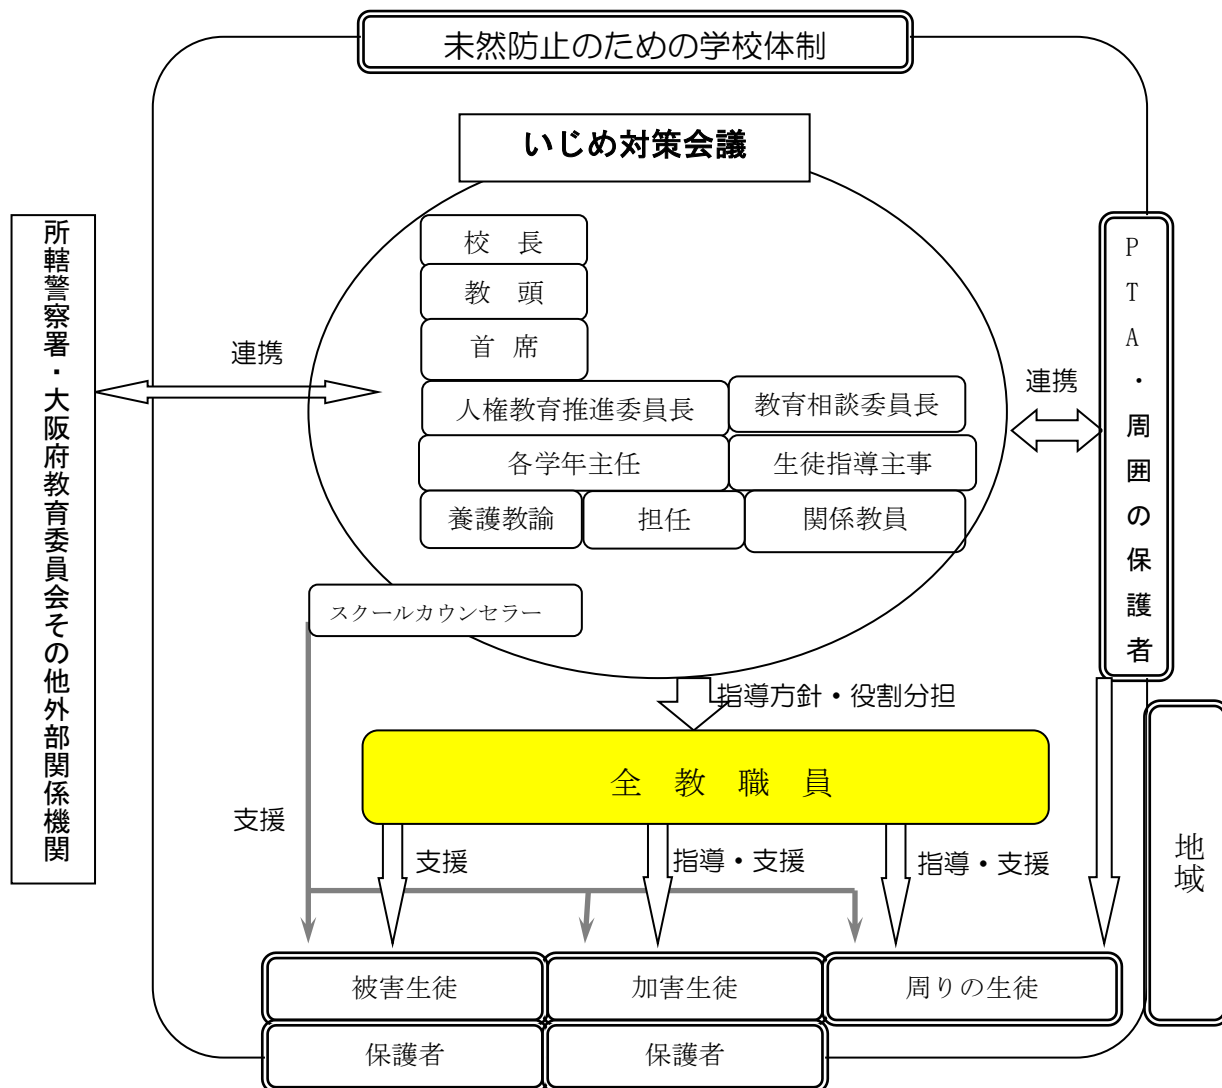 未然防止のための学校体制
いじめ対策会議
校　長
教　頭
首　席
人権教育推進委員長
教育相談委員長
各学年主任
生徒指導主事
養護教諭
担任
関係教員
スクールカウンセラー
所轄警察署・大阪府教育委員会その他外部関係機関
連携
連携
PTA・周囲の保護者
指導方針・役割分担
全　教　職　員
支援
支援
指導・支援
指導・支援
地域
被害生徒
加害生徒
周りの生徒
保護者
保護者